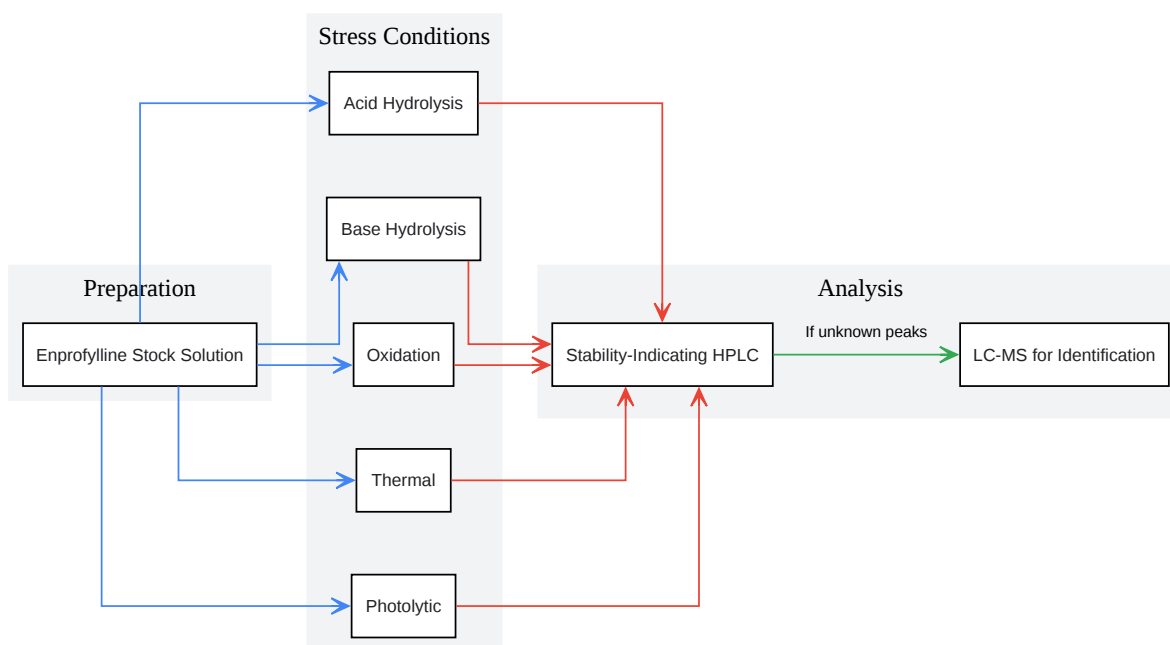 Stress Conditions
Acid Hydrolysis
Base Hydrolysis
Preparation
Analysis
Enprofylline Stock Solution
Oxidation
Stability-Indicating HPLC
If unknown peaks
LC-MS for Identification
Thermal
Photolytic